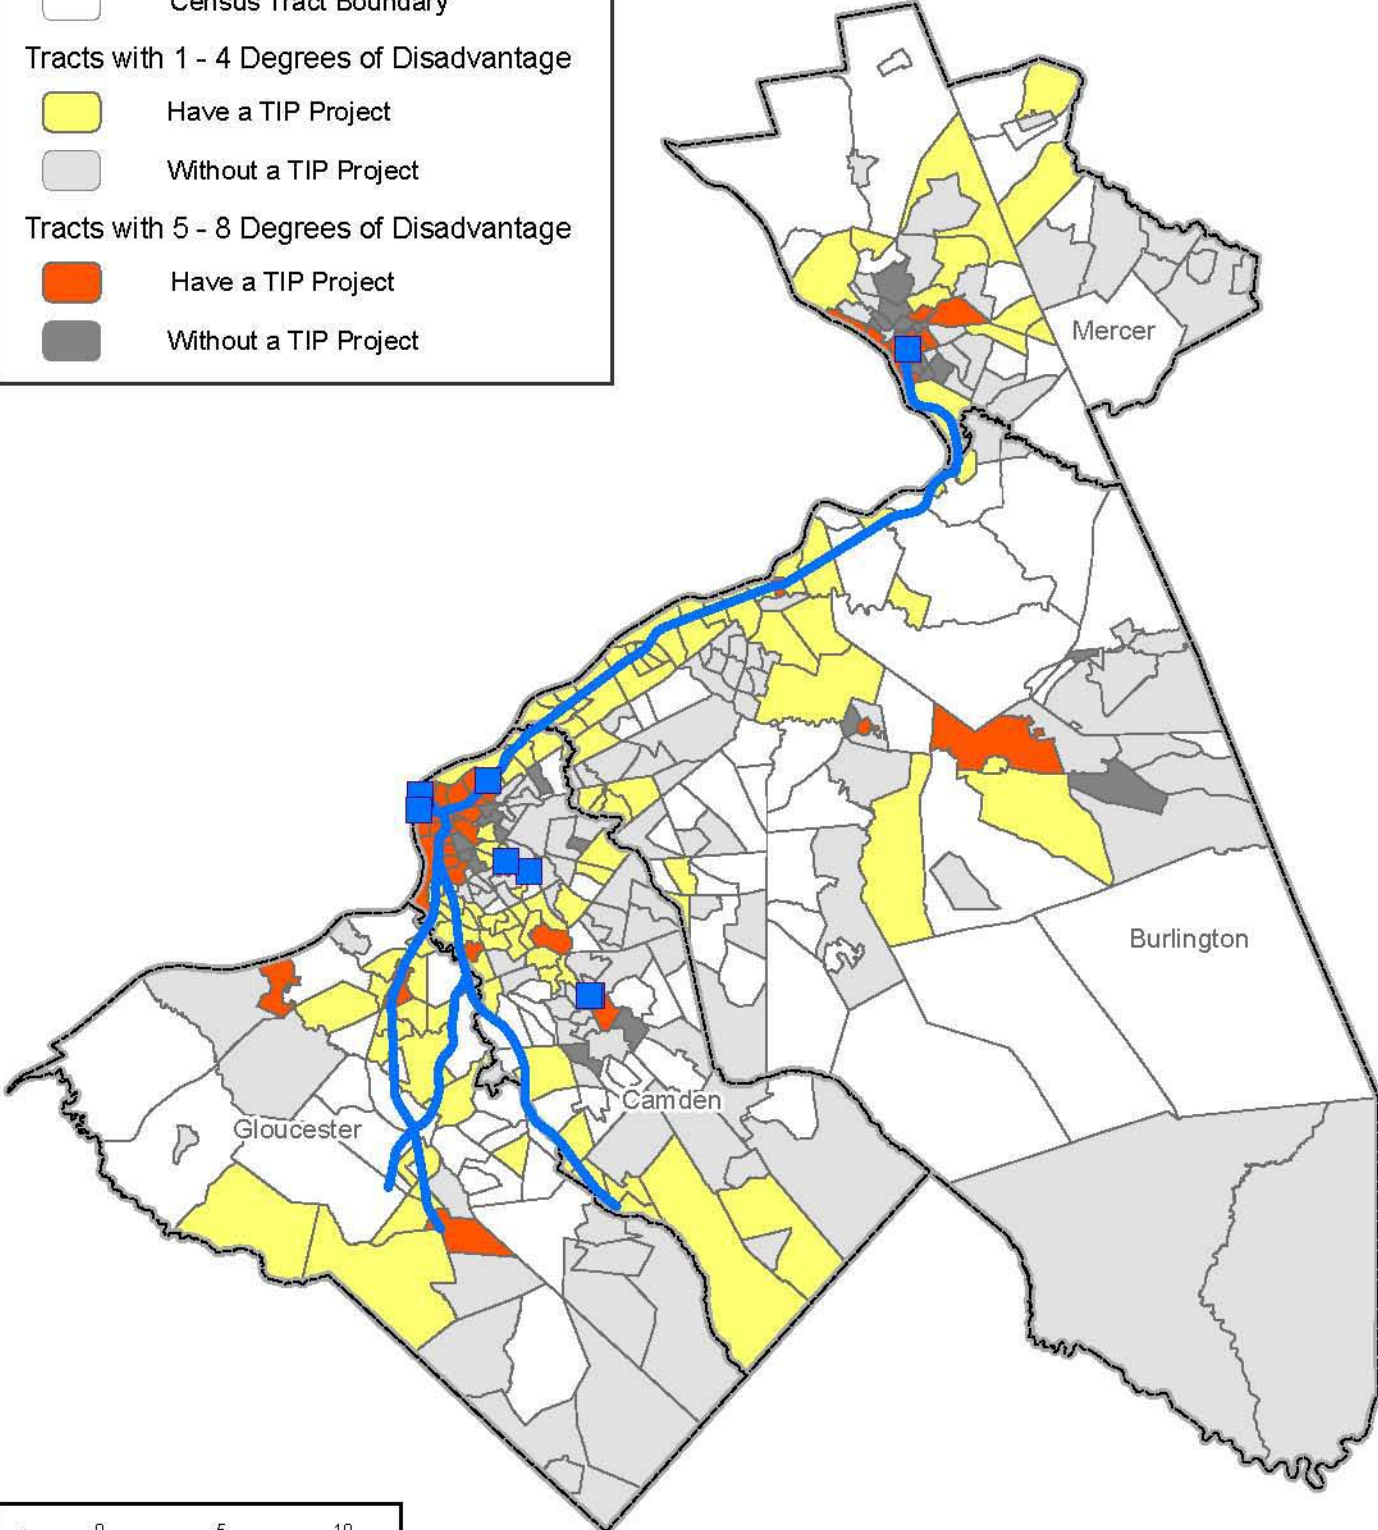 Census Tract Boundary
Tracts with 1 - 4 Degrees of Disadvantage
Have a TIP Project
Without a TIP Project
Tracts with 5 - 8 Degrees of Disadvantage
Have a TIP Project
Without a TIP Project
Mercer
Burlington
Camden
Gloucester
0 5 10